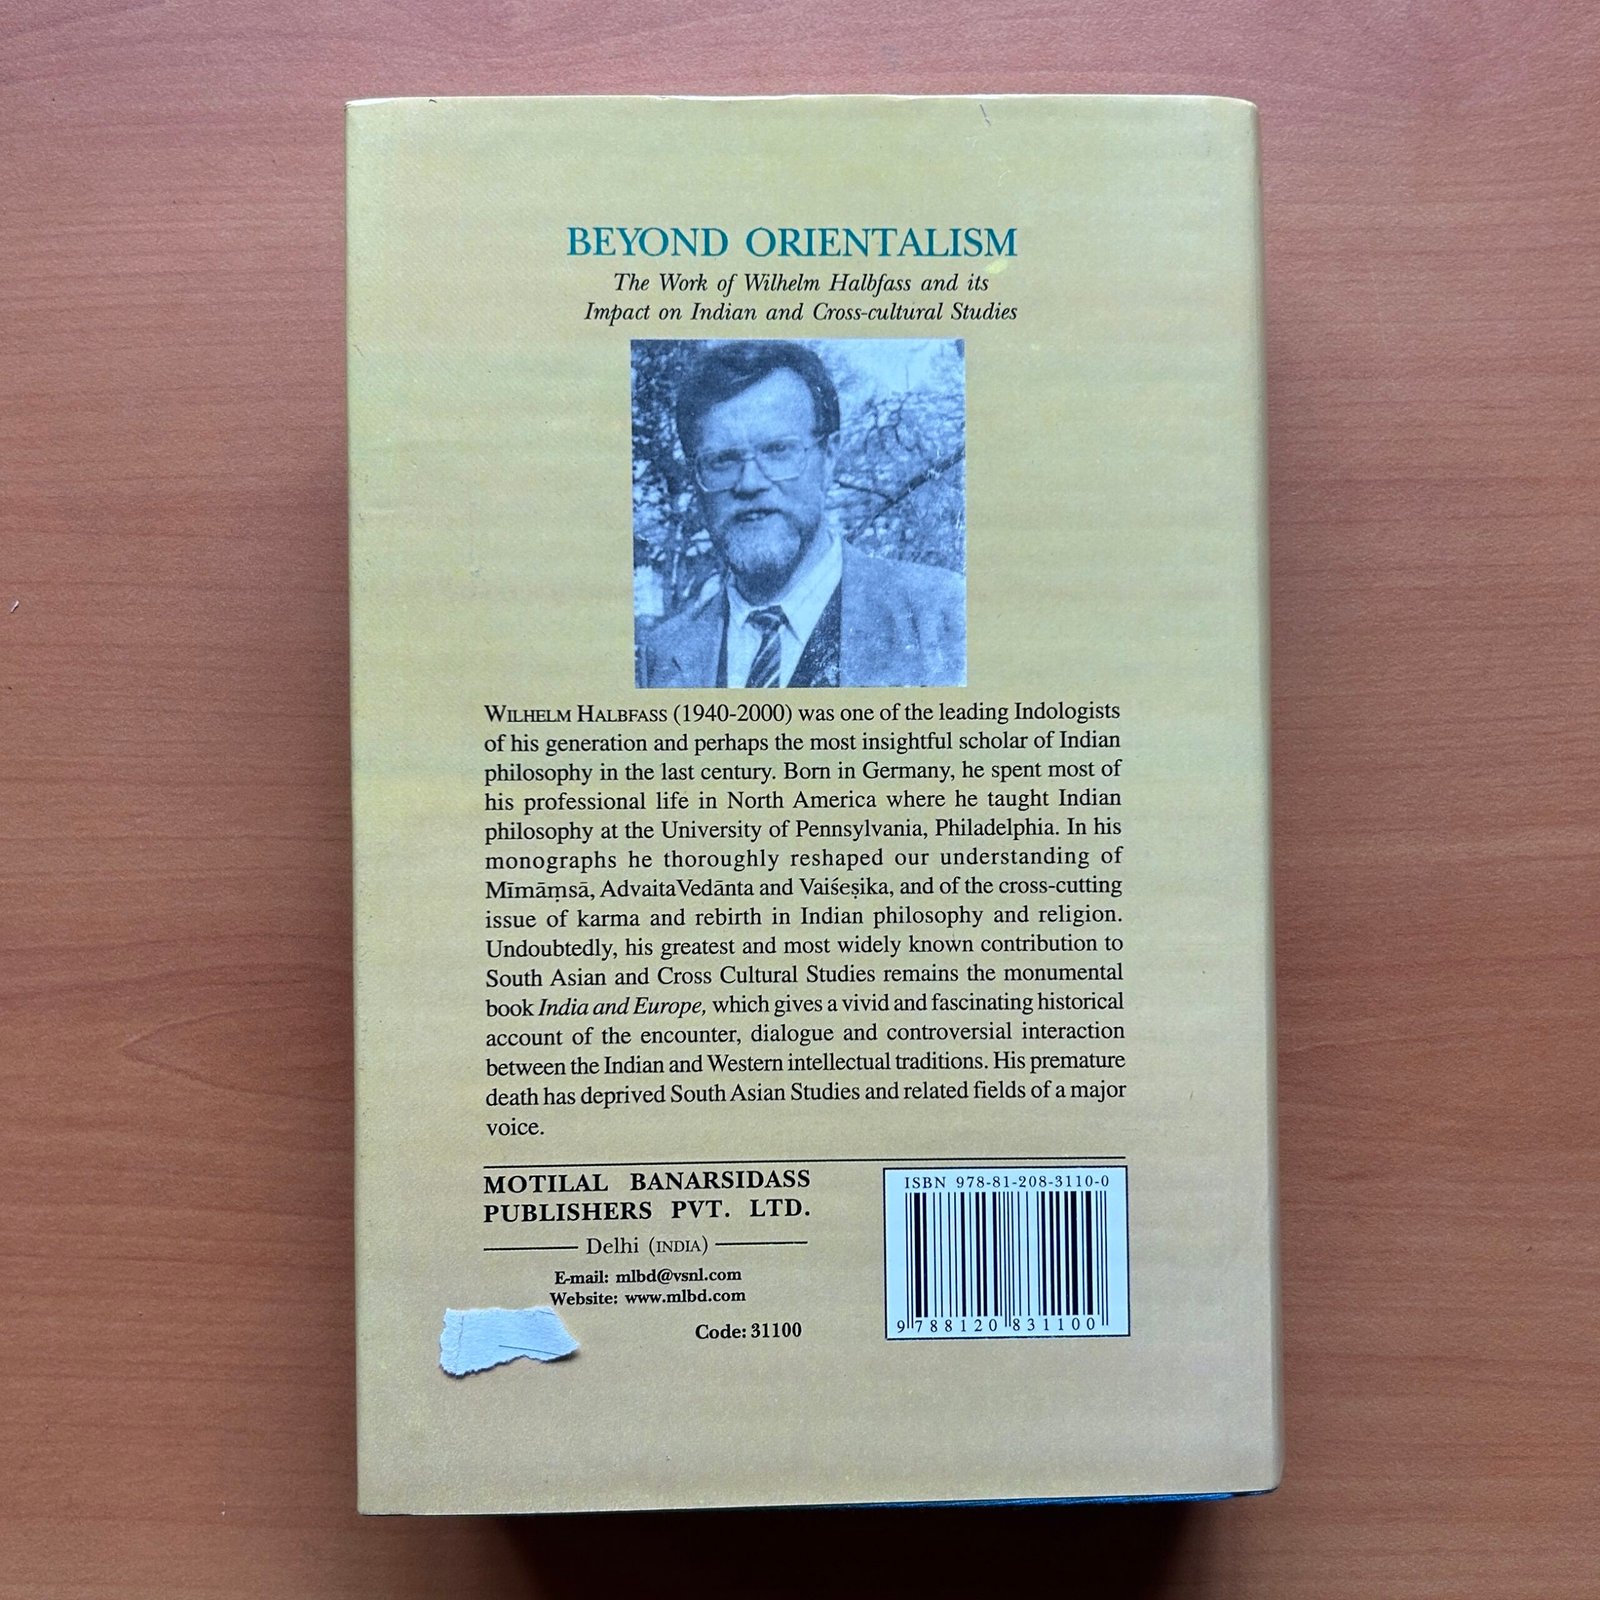 BEYOND ORIENTALISM
The Work of Wilhelm Halbfass and its
Impact on Indian and Cross-cultural Studies
WILHELM HALBFASS (1940-2000) was one of the leading Indologists
of his generation and perhaps the most insightful scholar of Indian
philosophy in the last century. Born in Germany, he spent most of
his professional life in North America where he taught Indian
philosophy at the University of Pennsylvania, Philadelphia. In his
monographs he thoroughly reshaped our understanding of
Mīmāṃsā, AdvaitaVedānta and Vaiśeṣika, and of the cross-cutting
issue of karma and rebirth in Indian philosophy and religion.
Undoubtedly, his greatest and most widely known contribution to
South Asian and Cross Cultural Studies remains the monumental
book India and Europe, which gives a vivid and fascinating historical
account of the encounter, dialogue and controversial interaction
between the Indian and Western intellectual traditions. His premature
death has deprived South Asian Studies and related fields of a major
voice.
MOTILAL BANARSIDASS
PUBLISHERS PVT. LTD.
Delhi (INDIA)
E-mail: mlbd@vsnl.com
Website: www.mlbd.com
Code: 31100
ISBN 978-81-208-3110-0
9 788120 831100